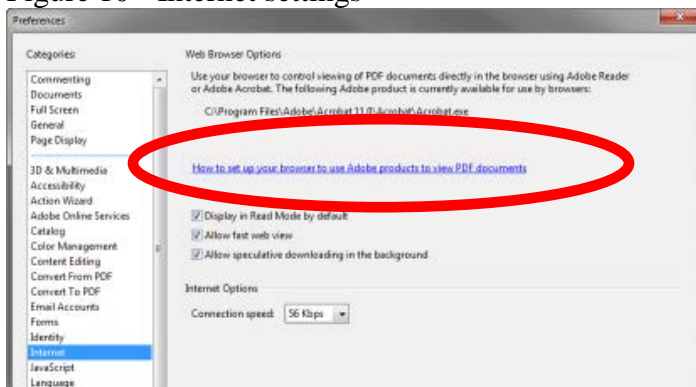 Figure 10 - Internet settings
Preferences
Categories:
Commenting
Documents
Full Screen
General
Page Display
3D & Multimedia
Accessibility
Action Wizard
Adobe Online Services
Catalog
Color Management
Content Editing
Convert From PDF
Convert To PDF
Email Accounts
Forms
Identity
Internet
JavaScript
Language
Web Browser Options
Use your browser to control viewing of PDF documents directly in the browser using Adobe Reader
or Adobe Acrobat. The following Adobe product is currently available for use by browsers:
C:\Program Files\Adobe\Acrobat 11.0\Acrobat\Acrobat.exe
How to set up your browser to use Adobe products to view PDF documents
Display in Read Mode by default
Allow fast web view
Allow speculative downloading in the background
Internet Options
Connection speed: 56 Kbps